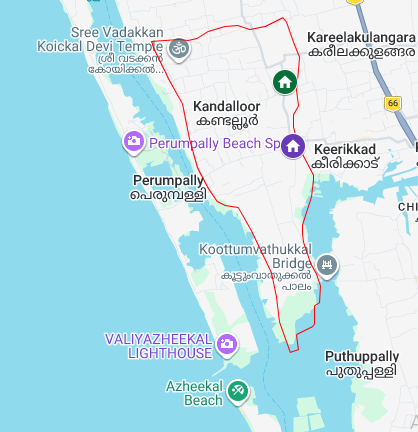 Sree Vadakkan
Koickal Devi Temple
ശ്രീ വടക്കൻ
കോയിക്കൽ...
Kareelakulangara
കരീലകുളങ്ങര
66
Kandalloor
കണ്ടല്ലൂർ
Perumpally Beach Sp
Keerikkad
കീരിക്കാട്
Perumpally
പെരുമ്പള്ളി
CHI
Koottumvathukkal
Bridge
കൂട്ടുംവാതുക്കൽ
പാലം
VALIYAZHEEKAL
LIGHTHOUSE
Puthuppally
പുതുപ്പള്ളി
Azheekal
Beach